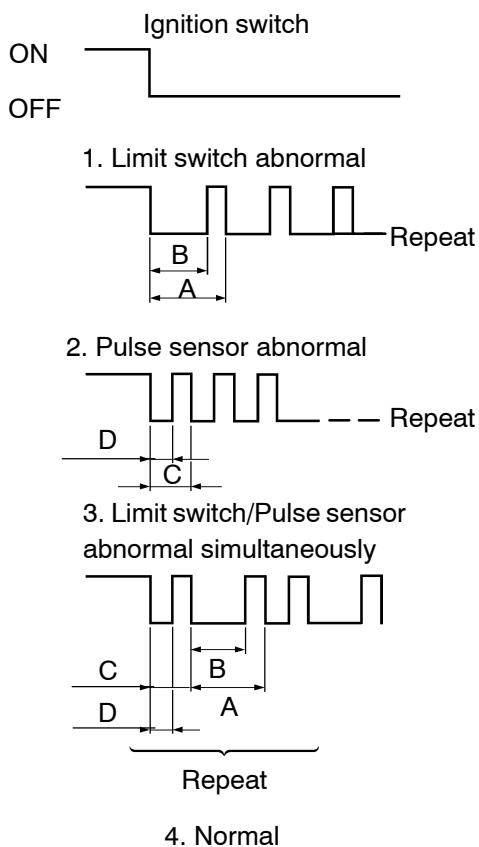 Ignition switch
ON
OFF
1. Limit switch abnormal
Repeat
B
A
2. Pulse sensor abnormal
Repeat
D
C
3. Limit switch/Pulse sensor
abnormal simultaneously
B
C
A
D
Repeat
4. Normal